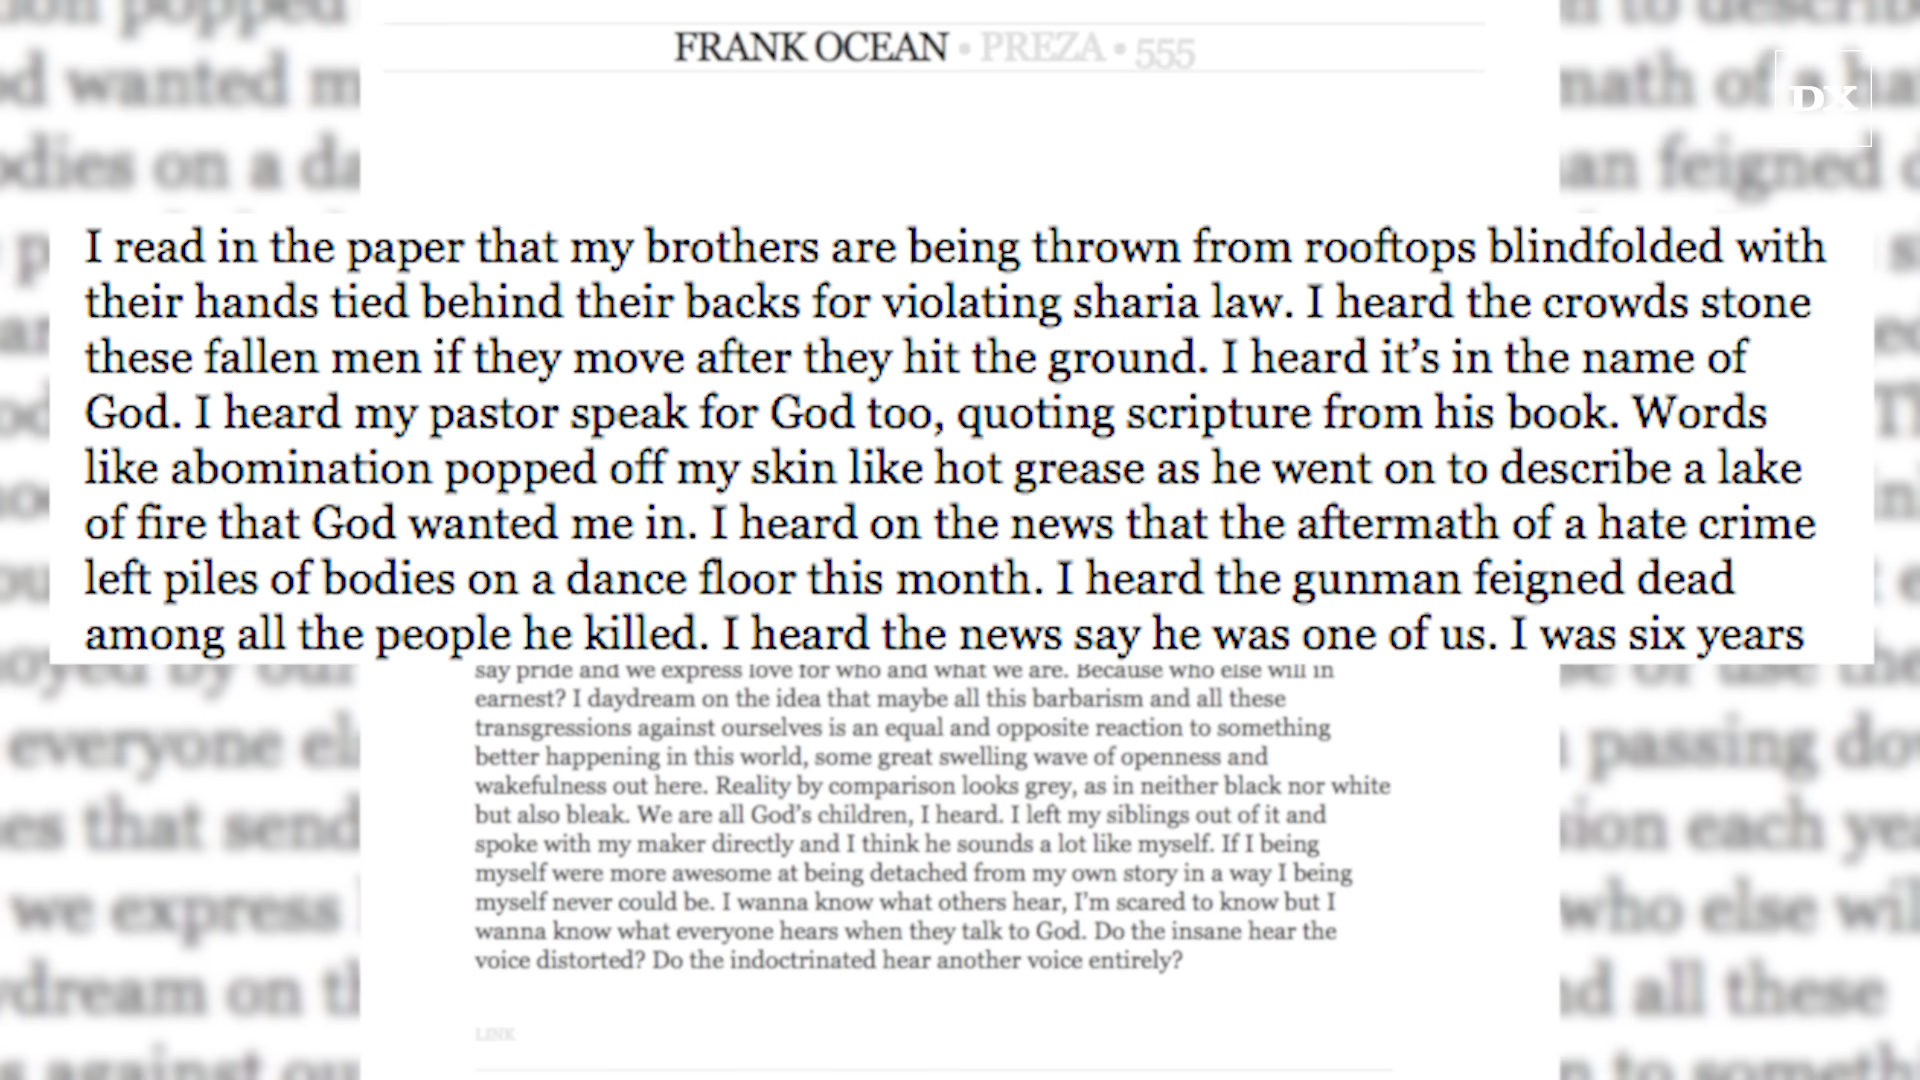 FRANK OCEAN • PREZA • 555
DX
I read in the paper that my brothers are being thrown from rooftops blindfolded with
their hands tied behind their backs for violating sharia law. I heard the crowds stone
these fallen men if they move after they hit the ground. I heard it’s in the name of
God. I heard my pastor speak for God too, quoting scripture from his book. Words
like abomination popped off my skin like hot grease as he went on to describe a lake
of fire that God wanted me in. I heard on the news that the aftermath of a hate crime
left piles of bodies on a dance floor this month. I heard the gunman feigned dead
among all the people he killed. I heard the news say he was one of us. I was six years
say pride and we express love for who and what we are. Because who else will in
earnest? I daydream on the idea that maybe all this barbarism and all these
transgressions against ourselves is an equal and opposite reaction to something
better happening in this world, some great swelling wave of openness and
wakefulness out here. Reality by comparison looks grey, as in neither black nor white
but also bleak. We are all God’s children, I heard. I left my siblings out of it and
spoke with my maker directly and I think he sounds a lot like myself. If I being
myself were more awesome at being detached from my own story in a way I being
myself never could be. I wanna know what others hear, I’m scared to know but I
wanna know what everyone hears when they talk to God. Do the insane hear the
voice distorted? Do the indoctrinated hear another voice entirely?
LINK